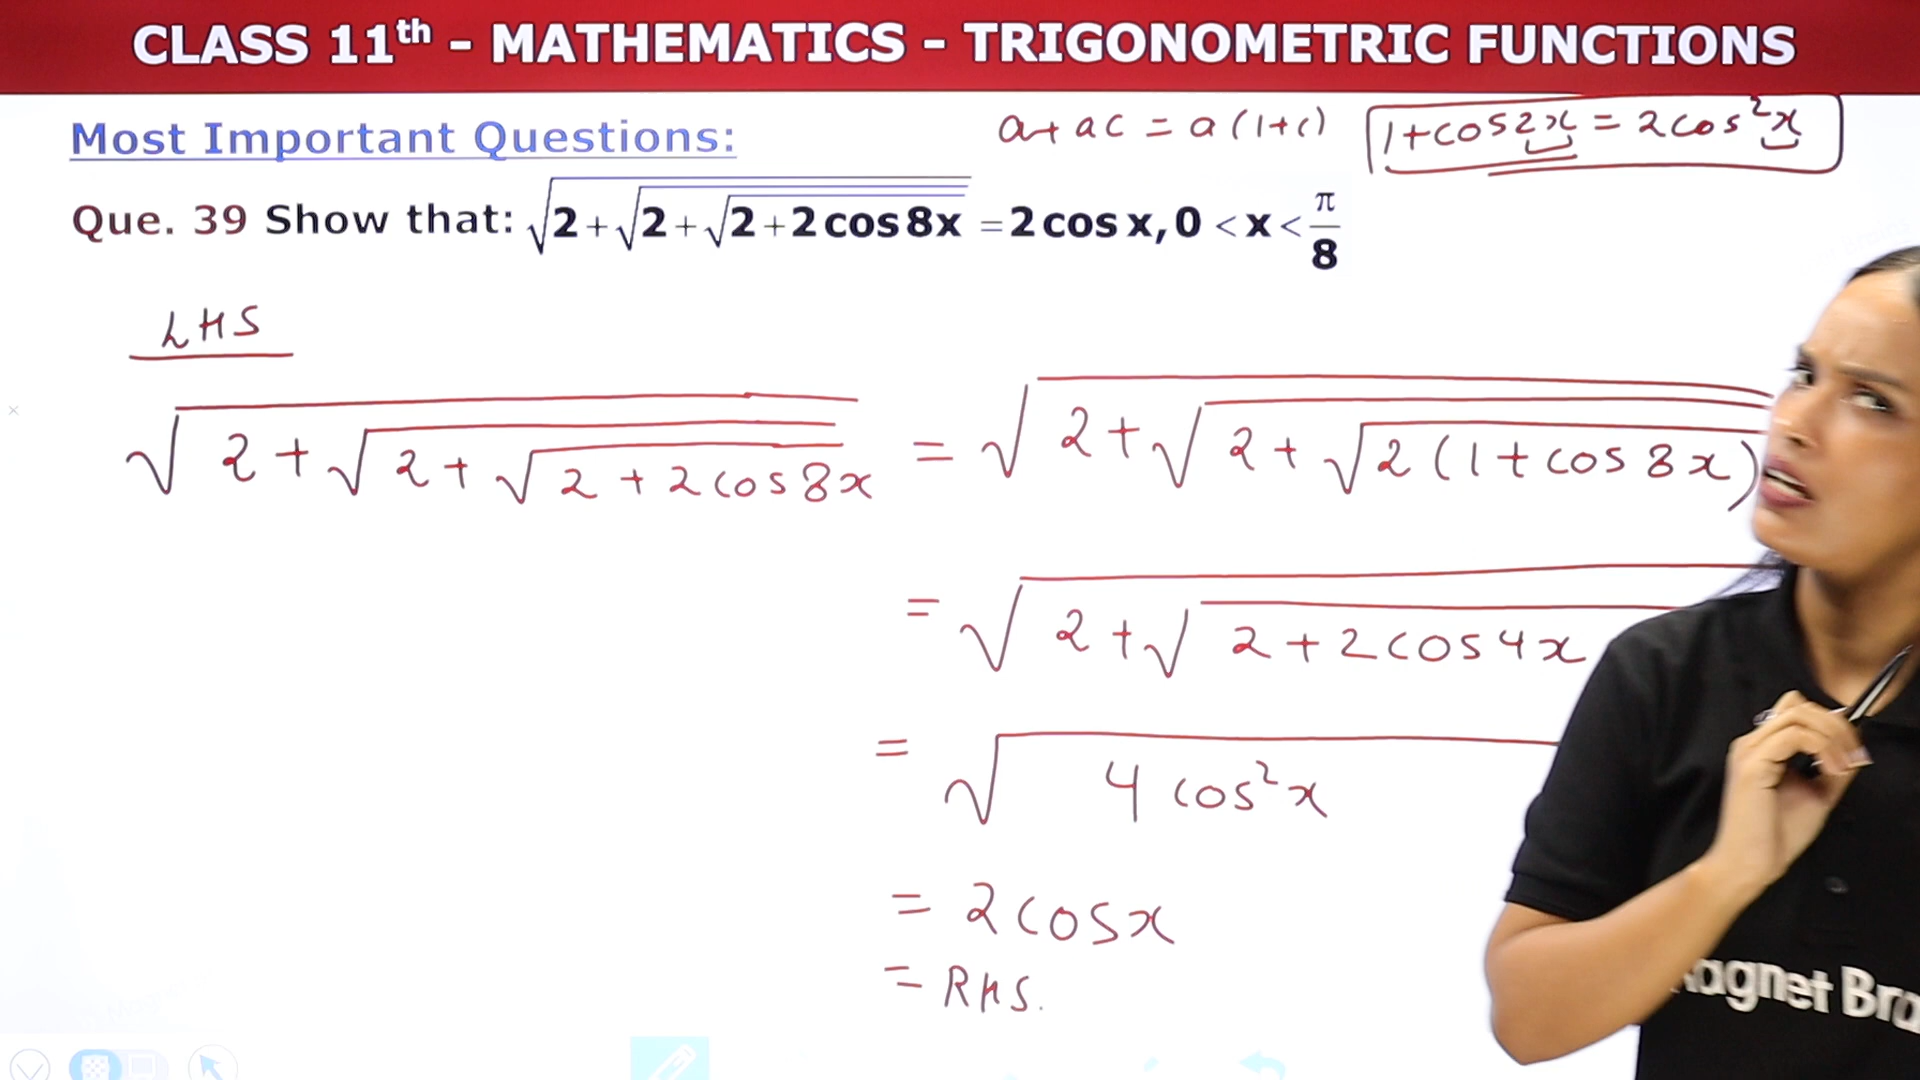 CLASS 11th - MATHEMATICS - TRIGONOMETRIC FUNCTIONS
Most Important Questions:
a + ac = a(1+c)
1+cos2x = 2cos²x
Que. 39 Show that: √(2+√(2+√(2+2cos8x))) = 2cosx, 0 < x < π/8
LHS
√(2+√(2+√(2+2cos8x))) = √(2+√(2+√(2(1+cos8x))))
= √(2+√(2+2cos4x))
= √(4cos²x)
= 2cosx
= RHS.
agnet Bra